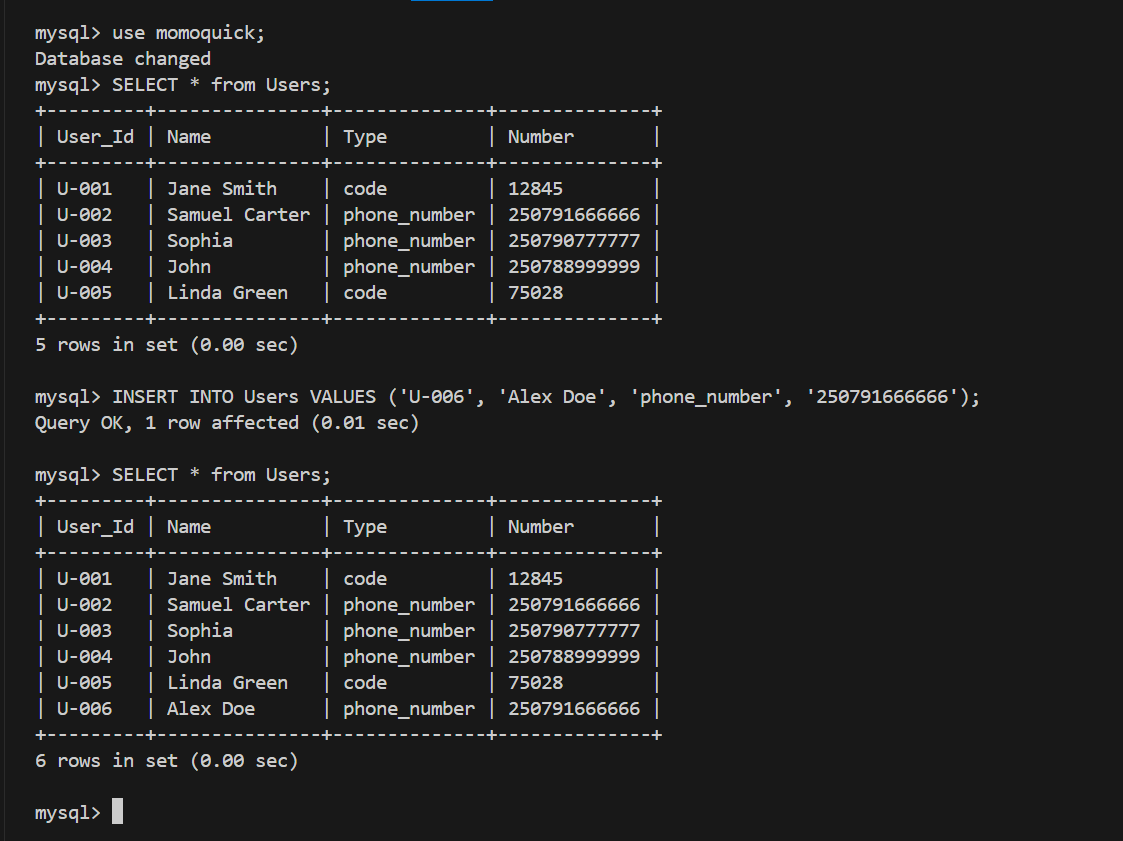 mysql> use momoquick;
Database changed
mysql> SELECT * from Users;
+---------+---------------+--------------+--------------+
| User_Id | Name          | Type         | Number       |
+---------+---------------+--------------+--------------+
| U-001   | Jane Smith    | code         | 12845        |
| U-002   | Samuel Carter | phone_number | 250791666666 |
| U-003   | Sophia        | phone_number | 250790777777 |
| U-004   | John          | phone_number | 250788999999 |
| U-005   | Linda Green   | code         | 75028        |
+---------+---------------+--------------+--------------+
5 rows in set (0.00 sec)

mysql> INSERT INTO Users VALUES ('U-006', 'Alex Doe', 'phone_number', '250791666666');
Query OK, 1 row affected (0.01 sec)

mysql> SELECT * from Users;
+---------+---------------+--------------+--------------+
| User_Id | Name          | Type         | Number       |
+---------+---------------+--------------+--------------+
| U-001   | Jane Smith    | code         | 12845        |
| U-002   | Samuel Carter | phone_number | 250791666666 |
| U-003   | Sophia        | phone_number | 250790777777 |
| U-004   | John          | phone_number | 250788999999 |
| U-005   | Linda Green   | code         | 75028        |
| U-006   | Alex Doe      | phone_number | 250791666666 |
+---------+---------------+--------------+--------------+
6 rows in set (0.00 sec)

mysql>